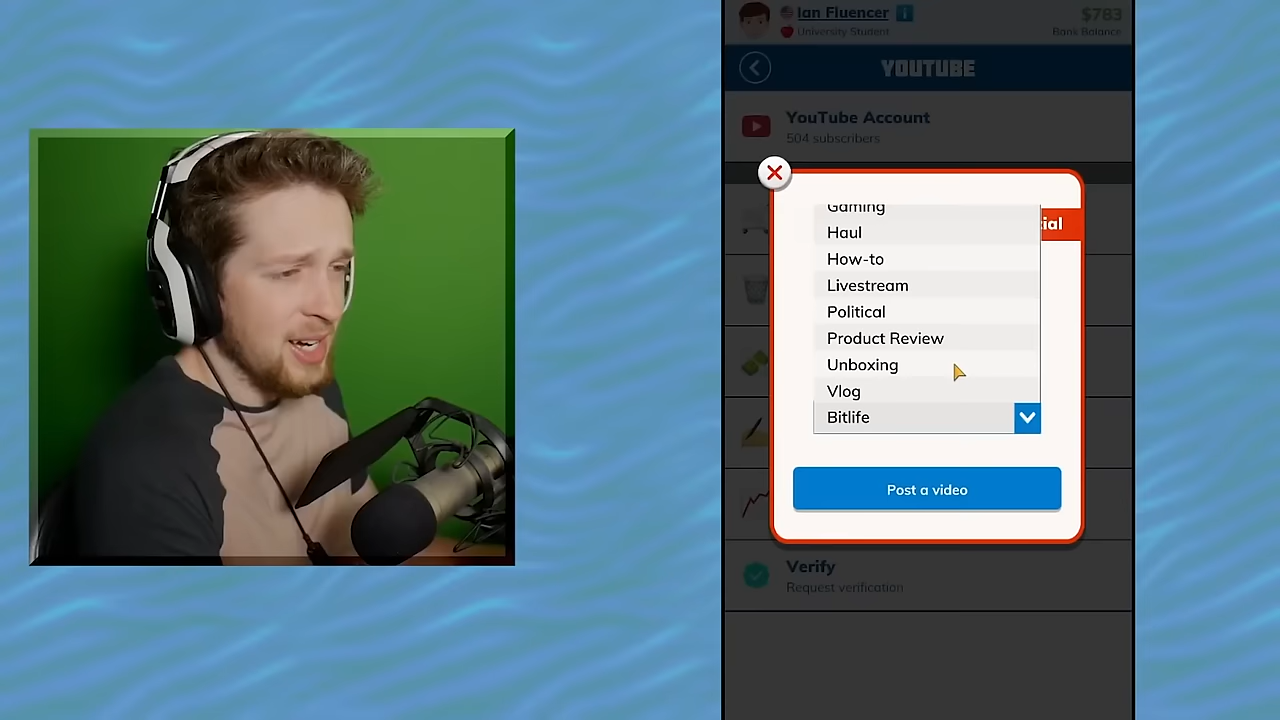 Ian Fluencer
$783
University Student
Bank Balance
YOUTUBE
YouTube Account
504 subscribers
Gaming
ial
Haul
How-to
Livestream
Political
Product Review
Unboxing
Vlog
Bitlife
Post a video
Verify
Request verification